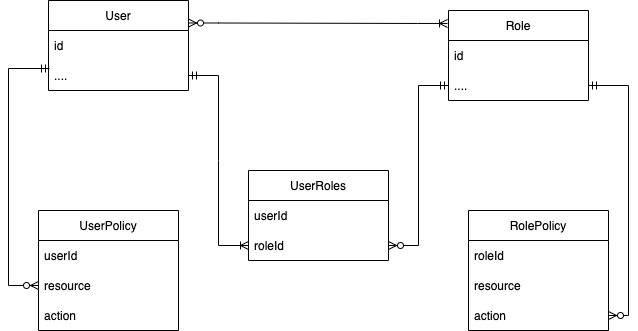 User
id
....
Role
id
....
UserRoles
userId
roleId
UserPolicy
userId
resource
action
RolePolicy
roleId
resource
action